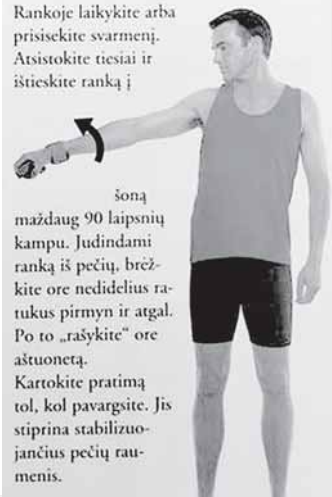 Rankoje laikykite arba
prisisekite svarmenį.
Atsistokite tiesiai ir
ištieskite ranką į
šoną
maždaug 90 laipsnių
kampu. Judindami
ranką iš pečių, brėž-
kite ore nedidelius ra-
tukus pirmyn ir atgal.
Po to „rašykite“ ore
aštuonetą.
Kartokite pratimą
tol, kol pavargsite. Jis
stiprina stabilizuo-
jančius pečių rau-
menis.